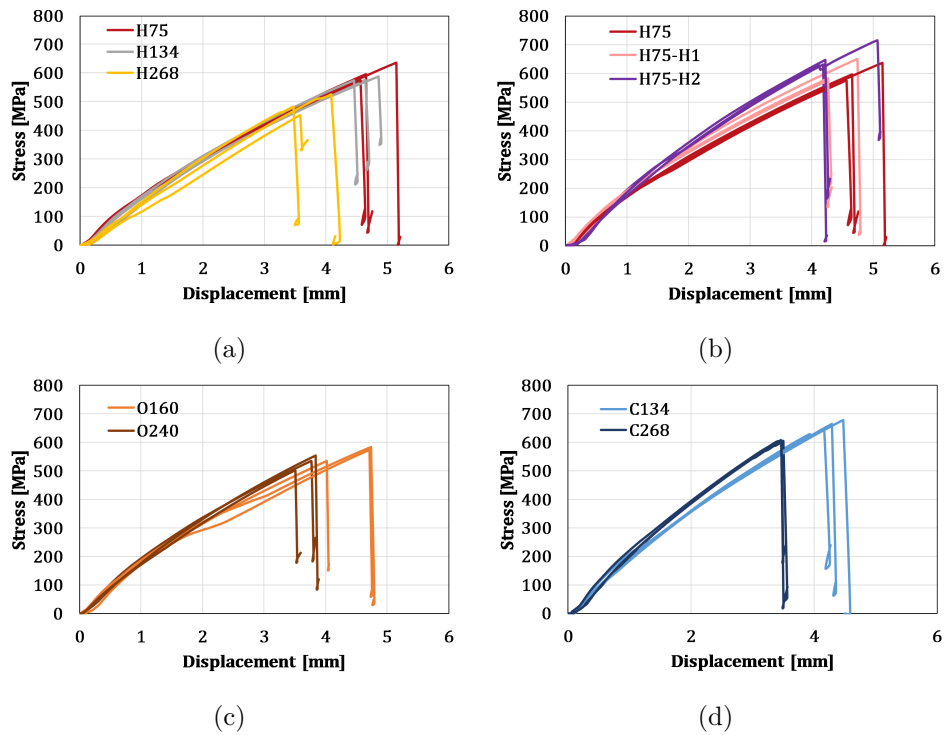 800
700
600
500
400
300
200
100
0
Stress [MPa]
H75
H134
H268
0 1 2 3 4 5 6
Displacement [mm]
(a)
800
700
600
500
400
300
200
100
0
Stress [MPa]
H75
H75-H1
H75-H2
0 1 2 3 4 5 6
Displacement [mm]
(b)
800
700
600
500
400
300
200
100
0
Stress [MPa]
O160
O240
0 1 2 3 4 5 6
Displacement [mm]
(c)
800
700
600
500
400
300
200
100
0
Stress [MPa]
C134
C268
0 2 4 6
Displacement [mm]
(d)